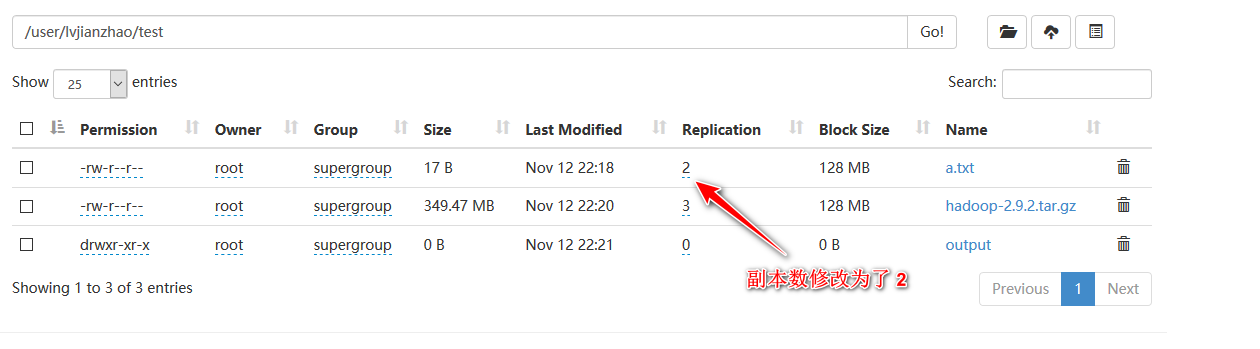 /user/lvjianzhao/test Go!
Show 25 entries Search:
Permission Owner Group Size Last Modified Replication Block Size Name
-rw-r--r-- root supergroup 17 B Nov 12 22:18 2 128 MB a.txt
-rw-r--r-- root supergroup 349.47 MB Nov 12 22:20 3 128 MB hadoop-2.9.2.tar.gz
drwxr-xr-x root supergroup 0 B Nov 12 22:21 0 0 B output
副本数修改为了 2
Showing 1 to 3 of 3 entries Previous 1 Next